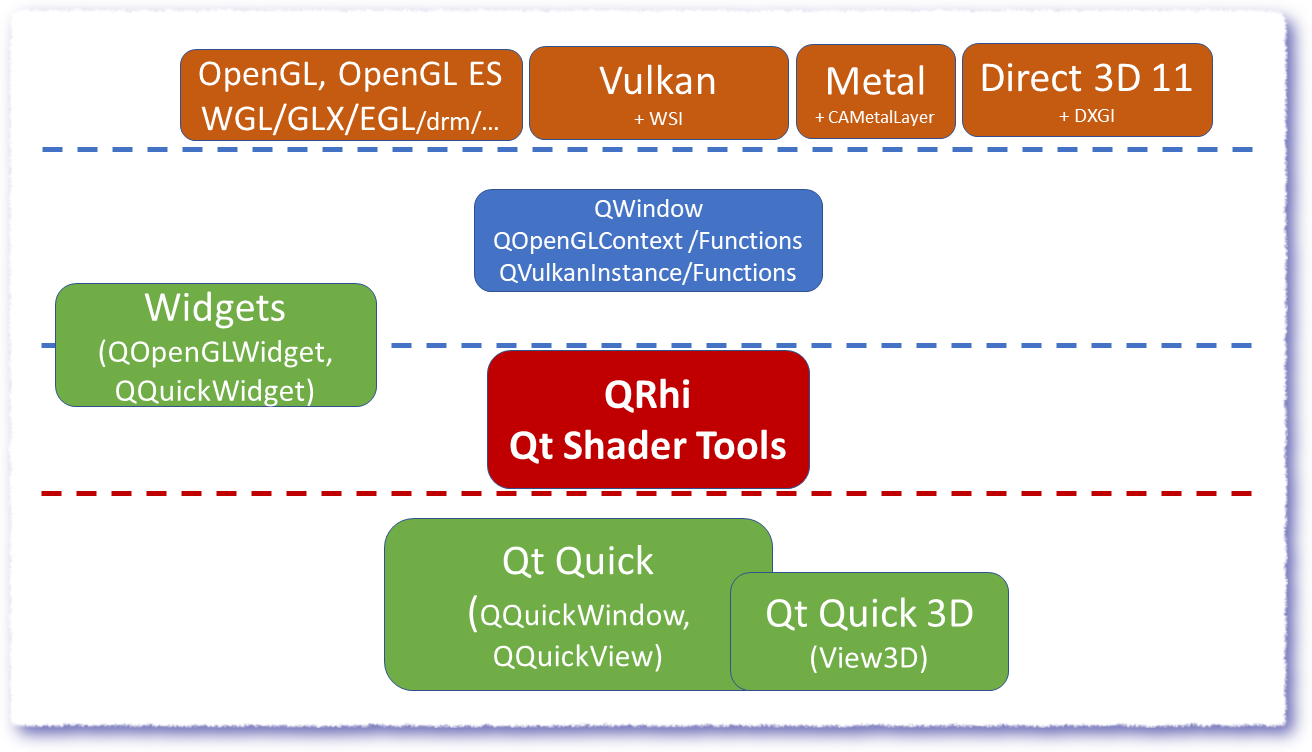 OpenGL, OpenGL ES
WGL/GLX/EGL/drm/...
Vulkan
+ WSI
Metal
+ CAMetalLayer
Direct 3D 11
+ DXGI
QWindow
QOpenGLContext /Functions
QVulkanInstance/Functions
Widgets
(QOpenGLWidget,
QQuickWidget)
QRhi
Qt Shader Tools
Qt Quick
(QQuickWindow,
QQuickView)
Qt Quick 3D
(View3D)